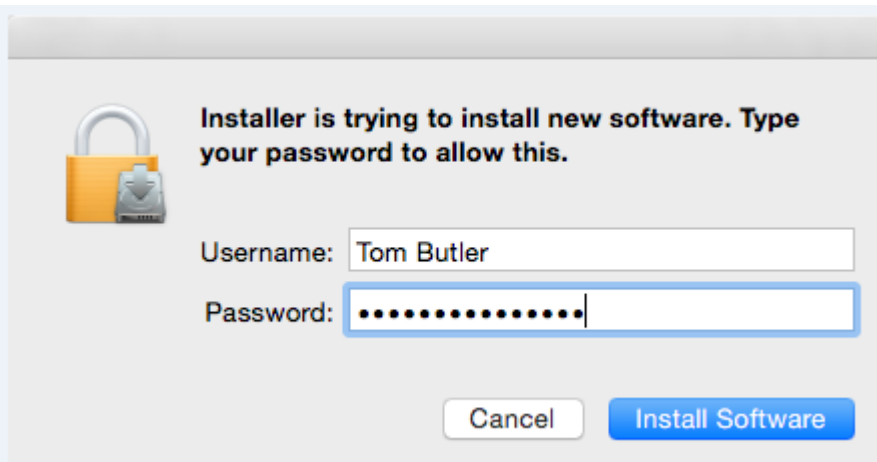 Installer is trying to install new software. Type
your password to allow this.
Username: Tom Butler
Password: •••••••••••••••
Cancel Install Software